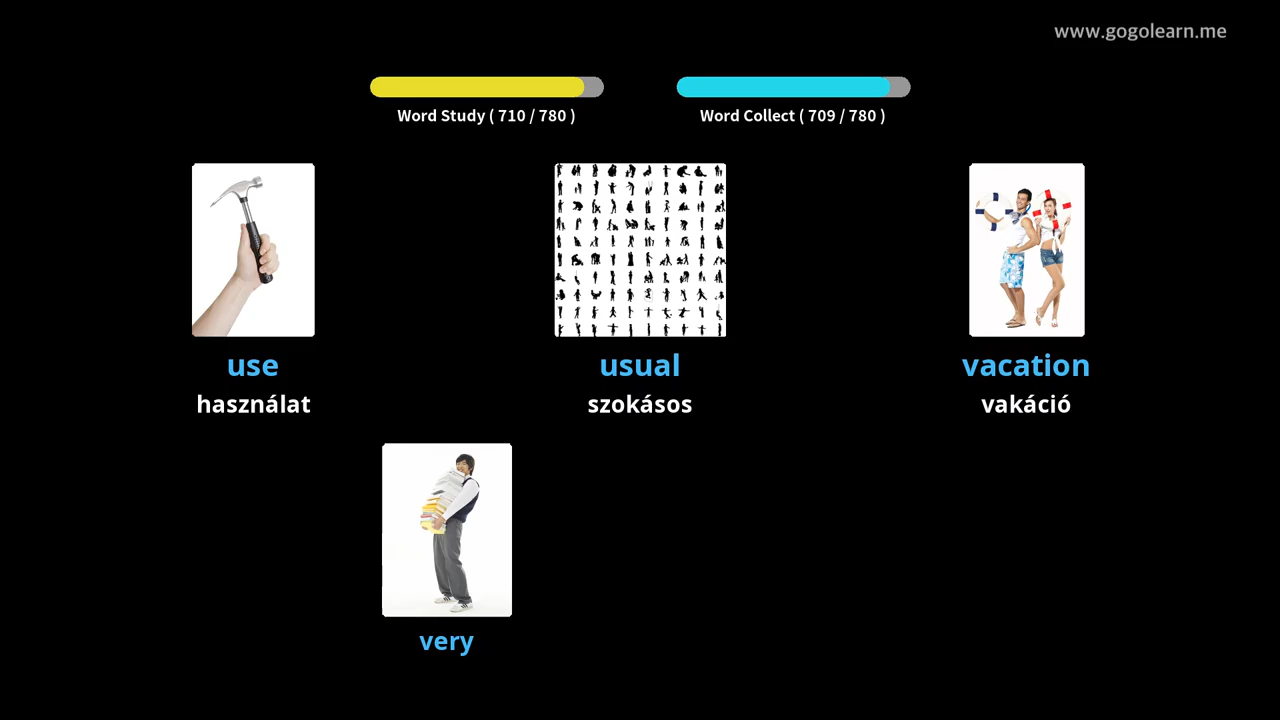 www.gogolearn.me
Word Study ( 710 / 780 )
Word Collect ( 709 / 780 )
use
usual
vacation
használat
szokásos
vakáció
very